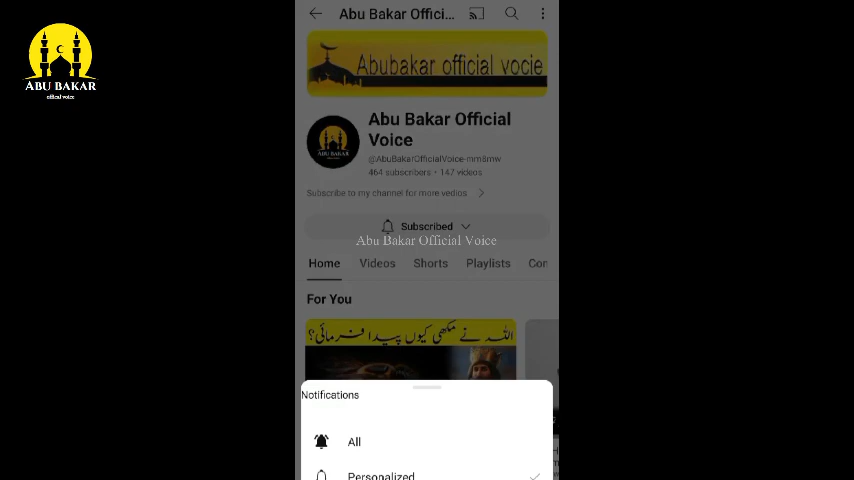 ABU BAKAR
offical voice
Abu Bakar Offici...
Abubakar official vocie
Abu Bakar Official
Voice
@AbuBakarOfficialVoice-mm8mw
464 subscribers • 147 videos
Subscribe to my channel for more vedios
Subscribed
Abu Bakar Official Voice
Home Videos Shorts Playlists Con
For You
اللہ نے مکھی کیوں پیدا فرمائی؟
Notifications
All
Personalized